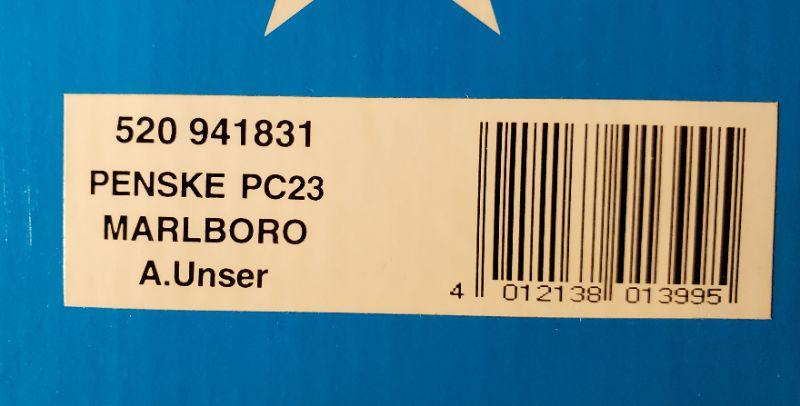 520 941831
PENSKE PC23
MARLBORO
A.Unser
4 012138 013995